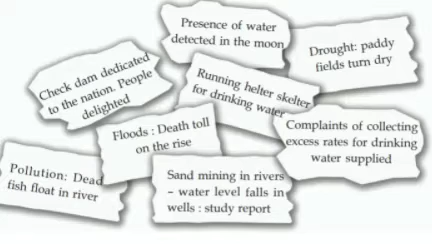 Presence of water
detected in the moon
Drought: paddy
fields turn dry
Check dam dedicated
to the nation. People
delighted
Running helter skelter
for drinking water
Floods : Death toll
on the rise
Complaints of collecting
excess rates for drinking
water supplied
Pollution: Dead
fish float in river
Sand mining in rivers
– water level falls in
wells : study report